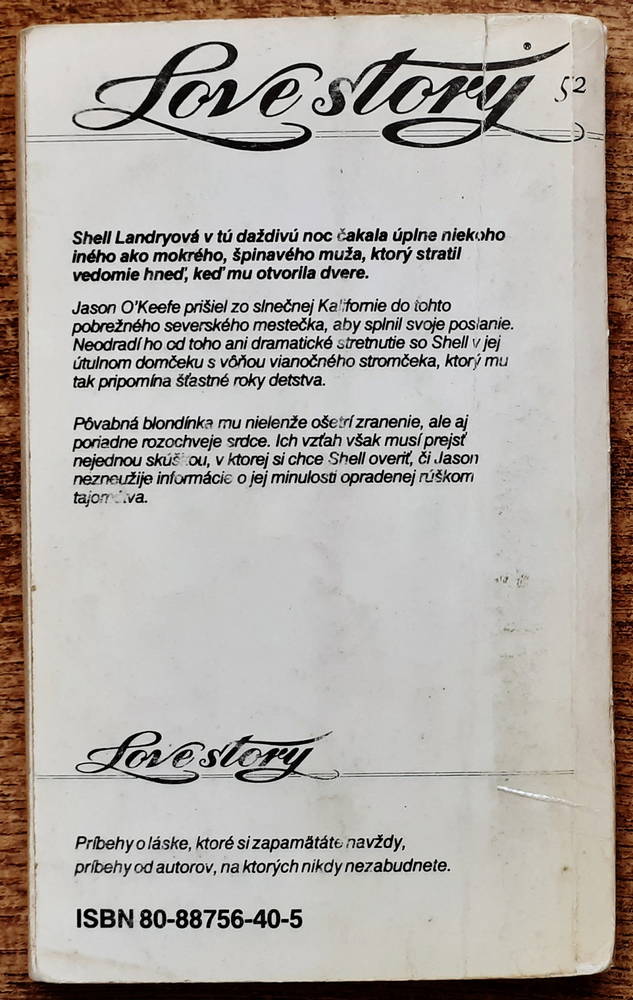 Love story® 52
Shell Landryová v tú daždivú noc čakala úplne niekoho
iného ako mokrého, špinavého muža, ktorý stratil
vedomie hneď, keď mu otvorila dvere.
Jason O'Keefe prišiel zo slnečnej Kalifornie do tohto
pobrežného severského mestečka, aby splnil svoje poslanie.
Neodradí ho od toho ani dramatické stretnutie so Shell v jej
útulnom domčeku s vôňou vianočného stromčeka, ktorý mu
tak pripomína šťastné roky detstva.
Pôvabná blondínka mu nielenže ošetrí zranenie, ale aj
poriadne rozochveje srdce. Ich vzťah však musí prejsť
nejednou skúškou, v ktorej si chce Shell overiť, či Jason
nezneužije informácie o jej minulosti opradenej rúškom
tajomstva.
Love story
Príbehy o láske, ktoré si zapamätáte navždy,
príbehy od autorov, na ktorých nikdy nezabudnete.
ISBN 80-88756-40-5